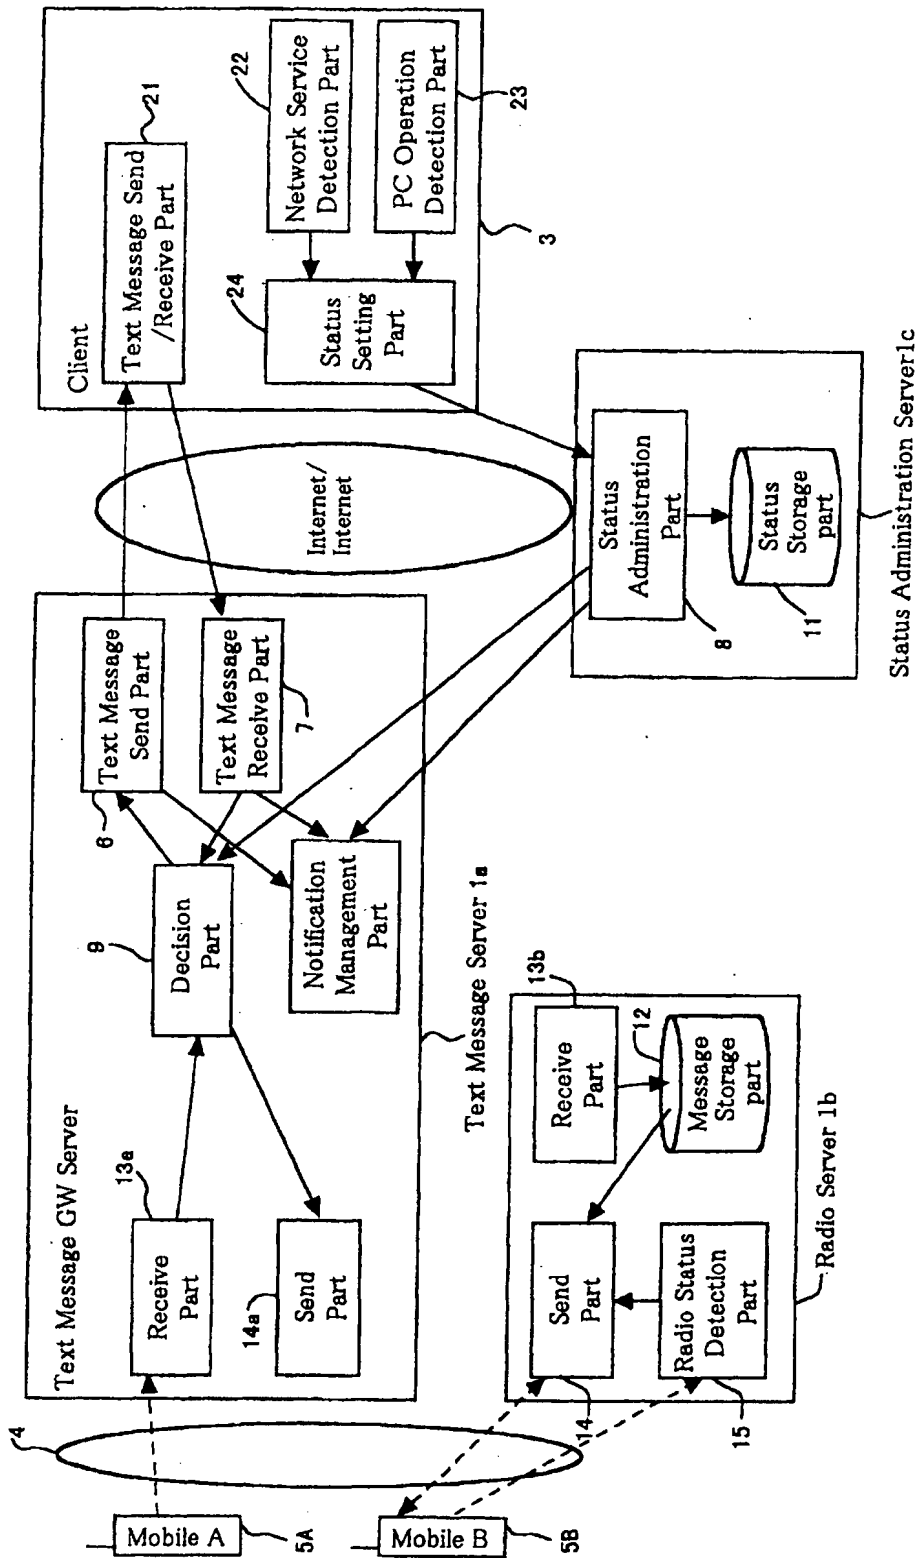 Text Message GW Server
Mobile A
5A
Mobile B
5B
4
Receive
Part
13a
Send
Part
14a
Decision
Part
9
Notification
Management
Part
Text Message
Send Part
6
Text Message
Receive Part
7
Text Message Server 1a
Send
Part
14
Radio Status
Detection
Part
15
Receive
Part
13b
Message
Storage
part
12
Radio Server 1b
Internet/
Internet
Client
Text Message Send
/Receive Part
21
Network Service
Detection Part
22
PC Operation
Detection Part
23
Status
Setting
Part
24
3
Status
Administration
Part
8
Status
Storage
part
11
Status Administration Server1c